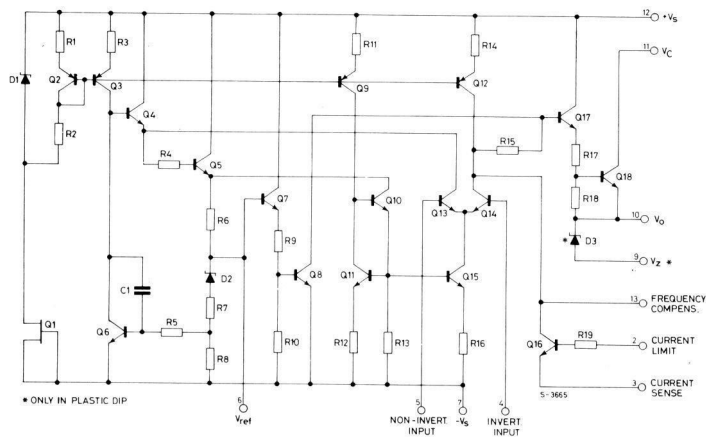 12 +Vs
11 VC
R1 R3 R11 R14
D1 Q2 Q3 Q9 Q12
Q4 Q17
R2 R15
R4 Q5 R17
Q18
R18
R6 Q7 Q10 Q13 Q14
10 Vo
R9 * D3
D2 Q8 Q11 Q15
9 Vz *
C1 R7
13 FREQUENCY COMPENS.
Q1 Q6 R5 R8 R10 R12 R13 R16 Q16 R19
2 CURRENT LIMIT
S-3665
3 CURRENT SENSE
* ONLY IN PLASTIC DIP
6 5 7 4
Vref NON-INVERT. INPUT -Vs INVERT. INPUT